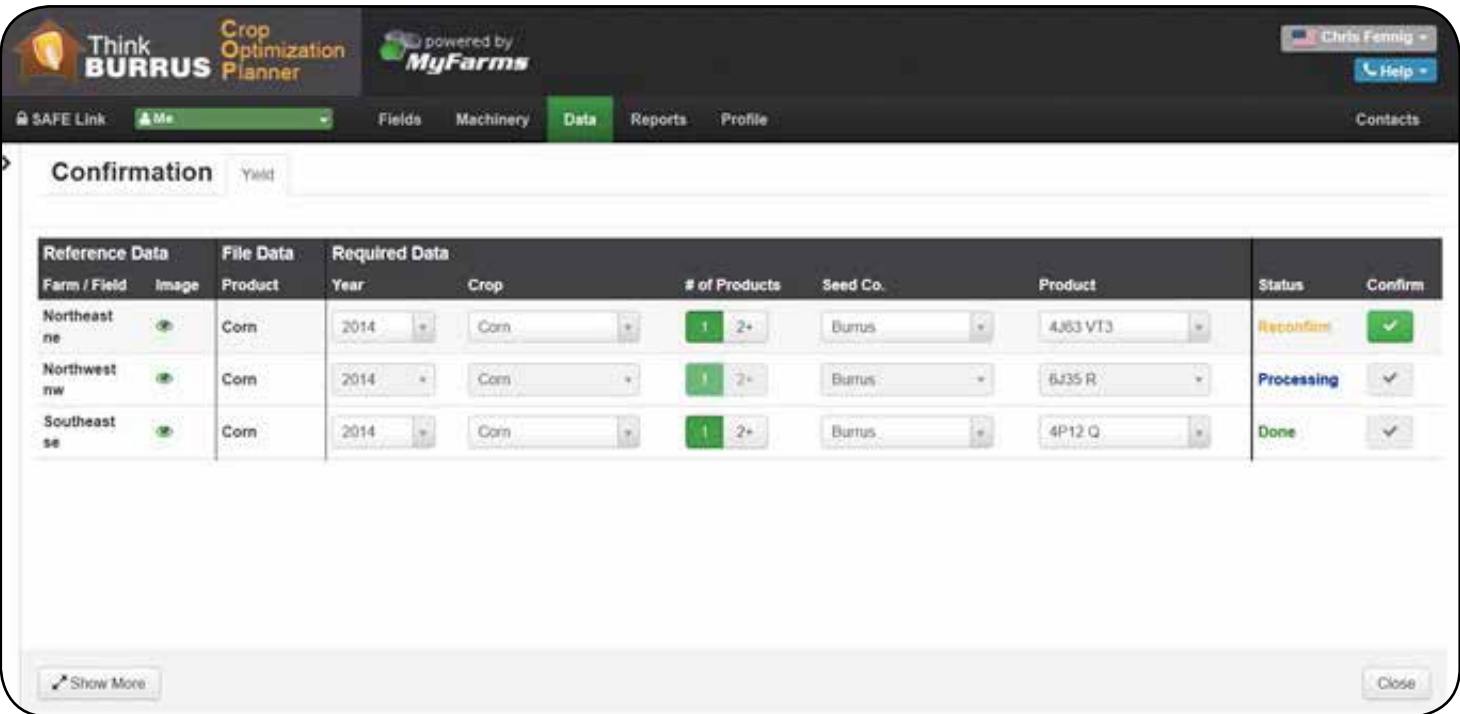 Think BURRUS
Crop Optimization Planner
powered by MyFarms
Chris Fennig
Help
SAFE Link Me Fields Machinery Data Reports Profile Contacts
Confirmation Yield
Reference Data File Data Required Data
Farm / Field Image Product Year Crop # of Products Seed Co. Product Status Confirm
Northeast
ne Corn 2014 Corn 1 2+ Burrus 4J63 VT3 Reconfirm
Northwest
nw Corn 2014 Corn 1 2+ Burrus 6J35 R Processing
Southeast
se Corn 2014 Corn 1 2+ Burrus 4P12 Q Done
Show More Close